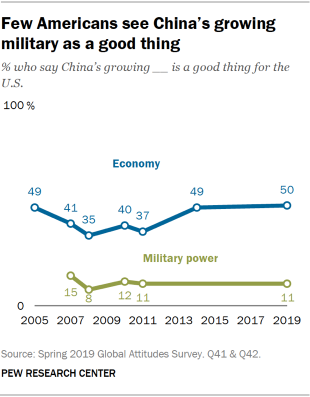 Few Americans see China's growing
military as a good thing
% who say China's growing __ is a good thing for the
U.S.
100 %
Economy
49
41
35
40
37
49
50
Military power
15
8
12
11
11
0
2005 2007 2009 2011 2013 2015 2017 2019
Source: Spring 2019 Global Attitudes Survey. Q41 & Q42.
PEW RESEARCH CENTER